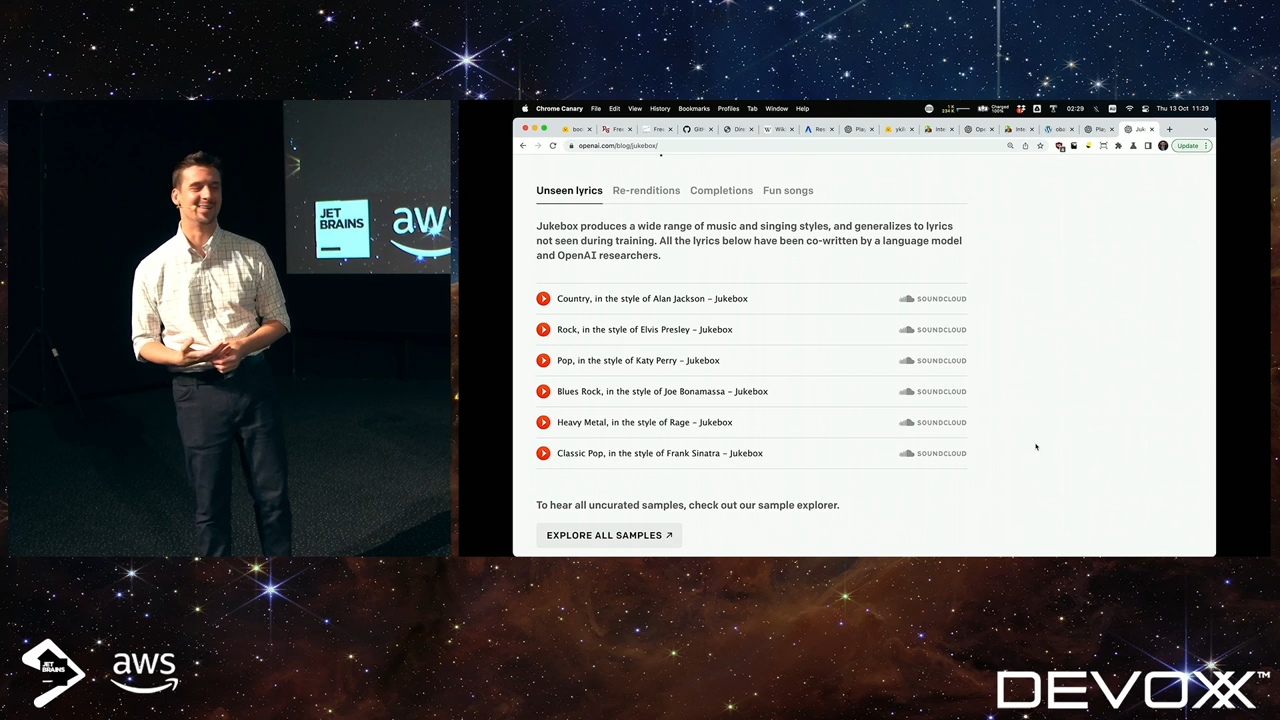 JET
BRAINS
aws
Chrome Canary File Edit View History Bookmarks Profiles Tab Window Help
Charged
100%
02:29
Thu 13 Oct 11:29
openai.com/blog/jukebox/
Update
Unseen lyrics Re-renditions Completions Fun songs
Jukebox produces a wide range of music and singing styles, and generalizes to lyrics
not seen during training. All the lyrics below have been co-written by a language model
and OpenAI researchers.
Country, in the style of Alan Jackson – Jukebox SOUNDCLOUD
Rock, in the style of Elvis Presley – Jukebox SOUNDCLOUD
Pop, in the style of Katy Perry – Jukebox SOUNDCLOUD
Blues Rock, in the style of Joe Bonamassa – Jukebox SOUNDCLOUD
Heavy Metal, in the style of Rage – Jukebox SOUNDCLOUD
Classic Pop, in the style of Frank Sinatra – Jukebox SOUNDCLOUD
To hear all uncurated samples, check out our sample explorer.
EXPLORE ALL SAMPLES ↗
JET
BRAINS
aws
DEVOXX™